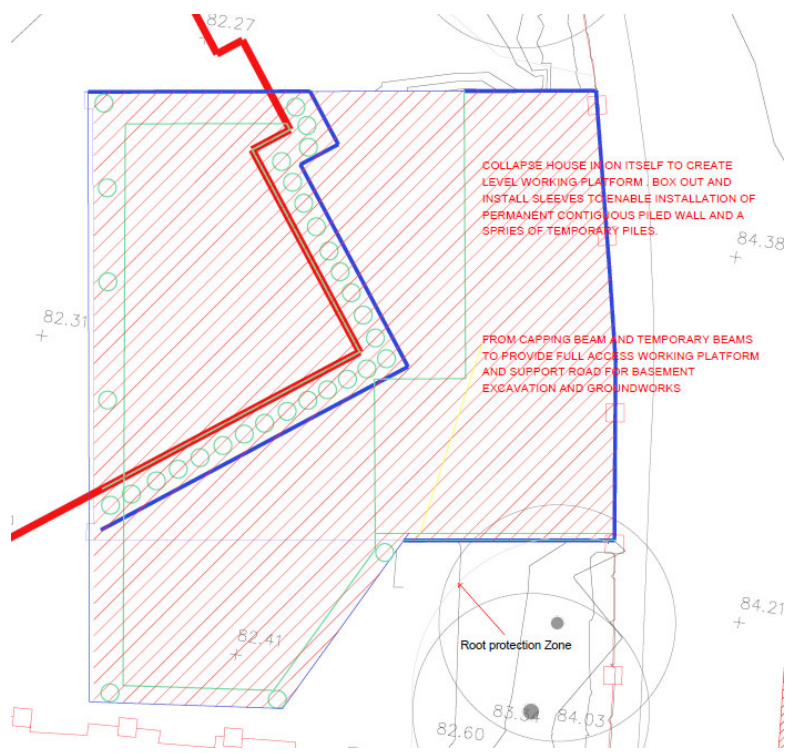 82.27
COLLAPSE HOUSE IN ON ITSELF TO CREATE
LEVEL WORKING PLATFORM . BOX OUT AND
INSTALL SLEEVES TO ENABLE INSTALLATION OF
PERMANENT CONTIGUOUS PILED WALL AND A
SPRIES OF TEMPORARY PILES.
84.38
82.31
FROM CAPPING BEAM AND TEMPORARY BEAMS
TO PROVIDE FULL ACCESS WORKING PLATFORM
AND SUPPORT ROAD FOR BASEMENT
EXCAVATION AND GROUNDWORKS
84.21
82.41
Root protection Zone
83.34
84.03
82.60